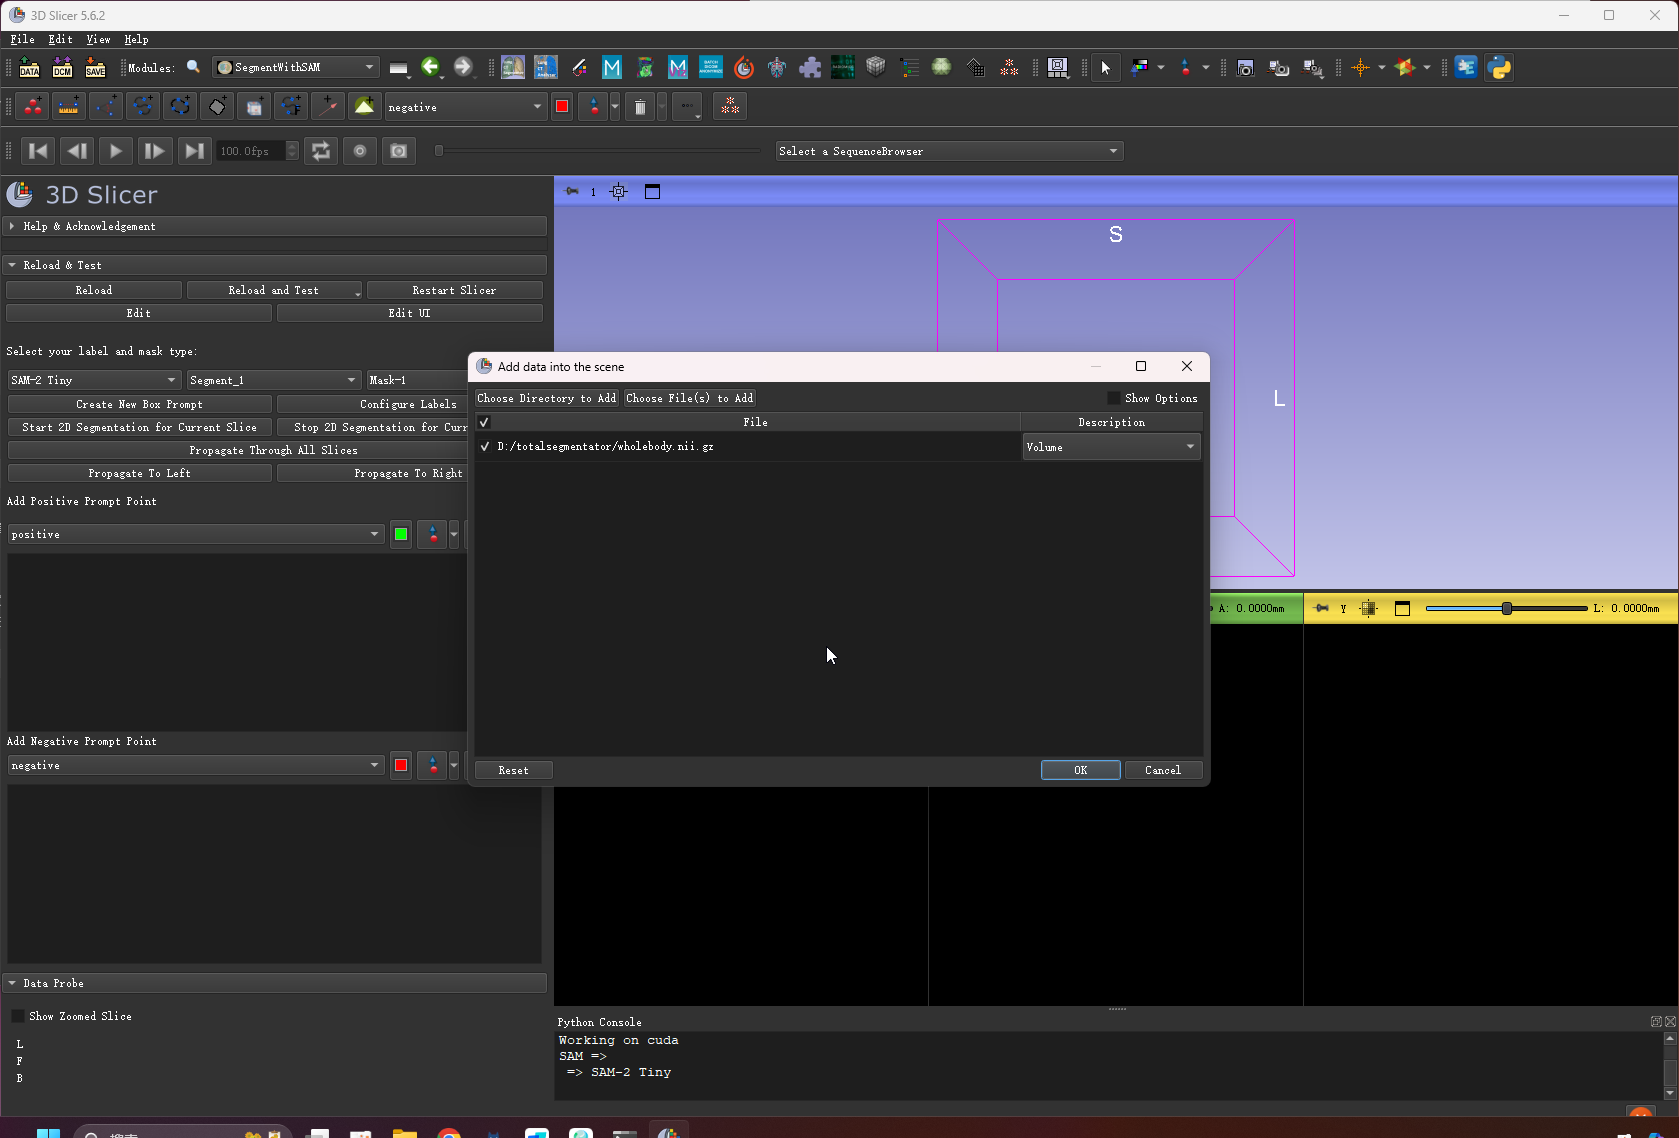 3D Slicer 5.6.2
File Edit View Help
DATA DCM SAVE Modules: SegmentWithSAM
negative
100.0fps Select a SequenceBrowser
3D Slicer
1
Help & Acknowledgement
S
Reload & Test
Reload Reload and Test Restart Slicer
Edit Edit UI
Select your label and mask type:
SAM-2 Tiny Segment_1 Mask-1
Create New Box Prompt Configure Labels
Start 2D Segmentation for Current Slice Stop 2D Segmentation for Curr
Propagate Through All Slices
Propagate To Left Propagate To Right
Add Positive Prompt Point
positive
Add Negative Prompt Point
negative
Add data into the scene
Choose Directory to Add Choose File(s) to Add Show Options
File Description
D:/totalsegmentator/wholebody.nii.gz Volume
Reset OK Cancel
L
A: 0.0000mm Y L: 0.0000mm
Data Probe
Show Zoomed Slice
L
F
B
Python Console
Working on cuda
SAM =>
=> SAM-2 Tiny